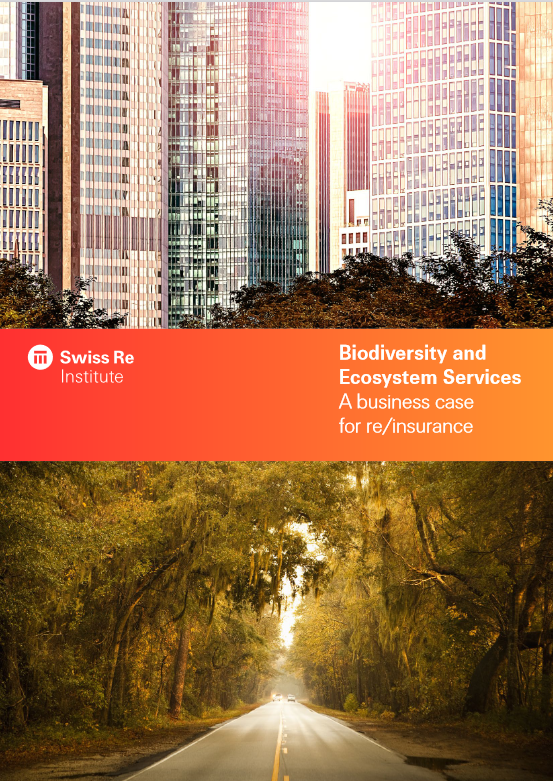 Swiss Re
Institute
Biodiversity and
Ecosystem Services
A business case
for re/insurance